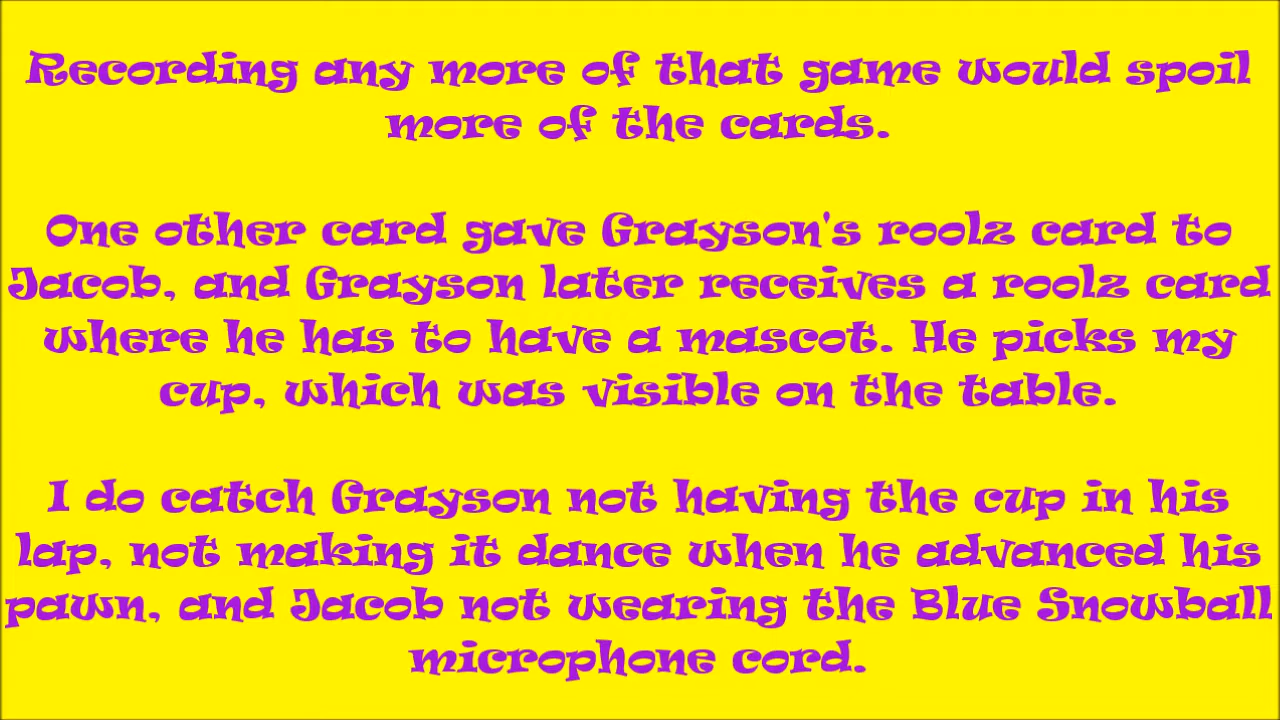 Recording any more of that game would spoil
more of the cards.
One other card gave Grayson's roolz card to
Jacob, and Grayson later receives a roolz card
where he has to have a mascot. He picks my
cup, which was visible on the table.
I do catch Grayson not having the cup in his
lap, not making it dance when he advanced his
pawn, and Jacob not wearing the Blue Snowball
microphone cord.